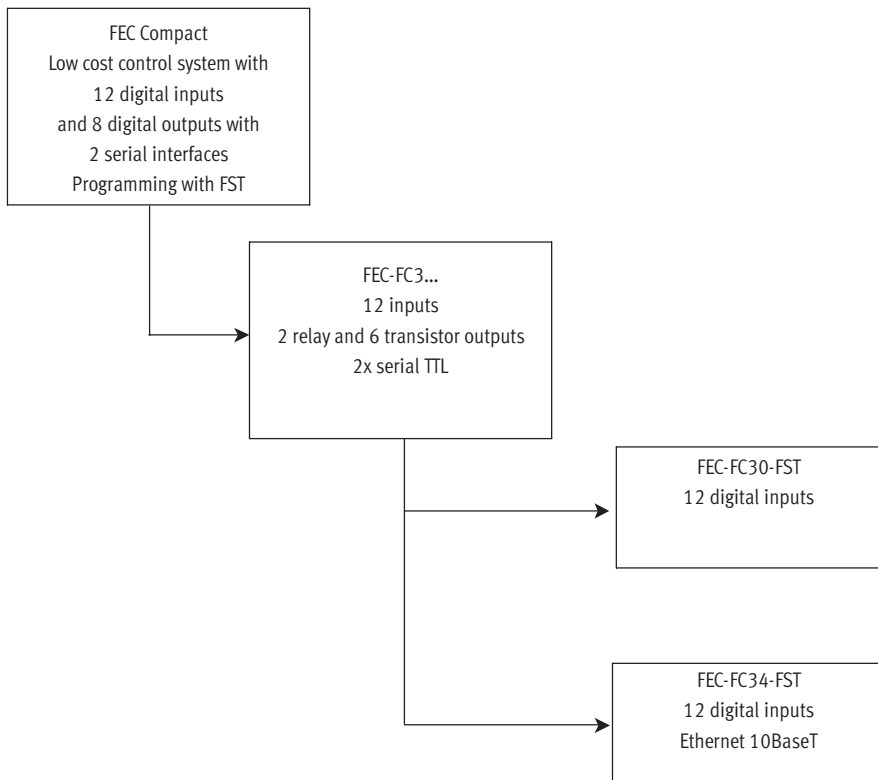 FEC Compact
Low cost control system with
12 digital inputs
and 8 digital outputs with
2 serial interfaces
Programming with FST
FEC-FC3...
12 inputs
2 relay and 6 transistor outputs
2x serial TTL
FEC-FC30-FST
12 digital inputs
FEC-FC34-FST
12 digital inputs
Ethernet 10BaseT